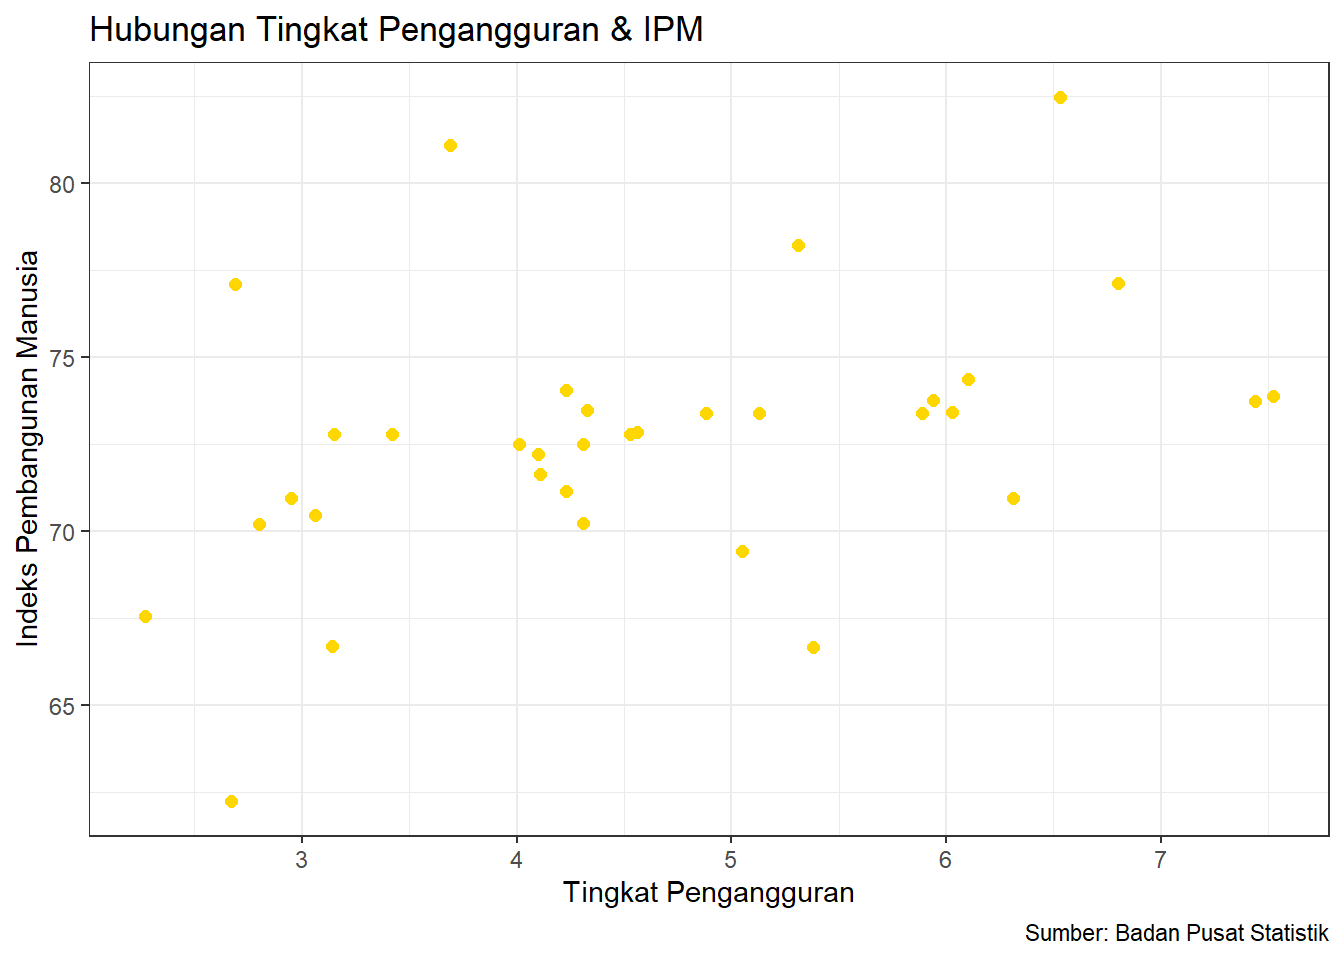 Hubungan Tingkat Pengangguran & IPM
Indeks Pembangunan Manusia
80
75
70
65
3
4
5
6
7
Tingkat Pengangguran
Sumber: Badan Pusat Statistik